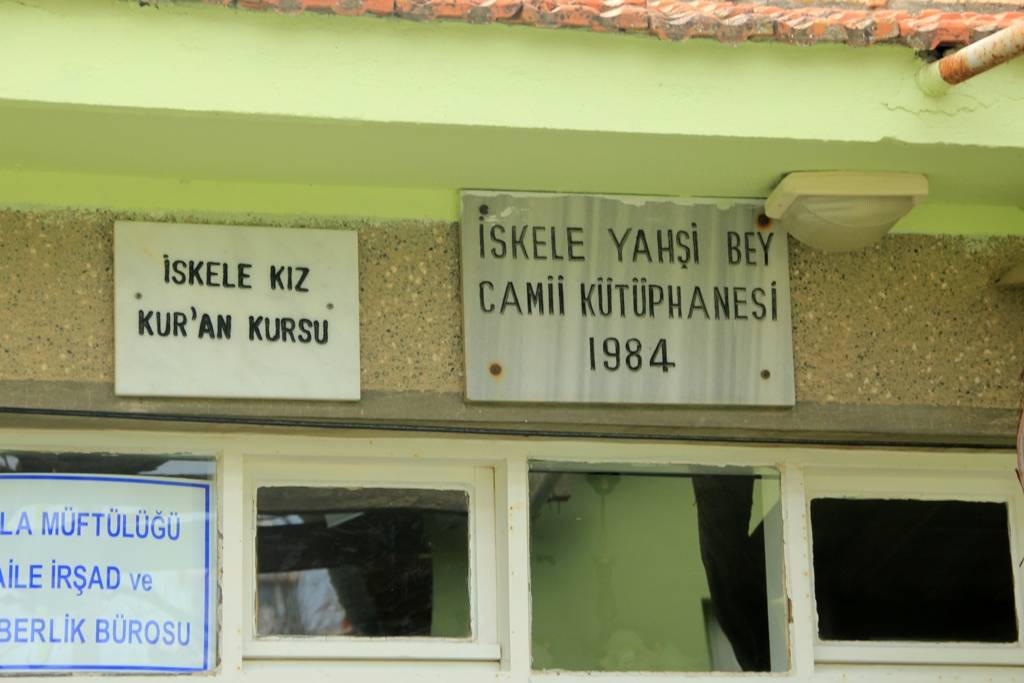 İSKELE KIZ
KUR'AN KURSU
İSKELE YAHŞİ BEY
CAMİİ KÜTÜPHANESİ
1984
LA MÜFTÜLÜĞÜ
AİLE İRŞAD ve
BERLİK BÜROSU